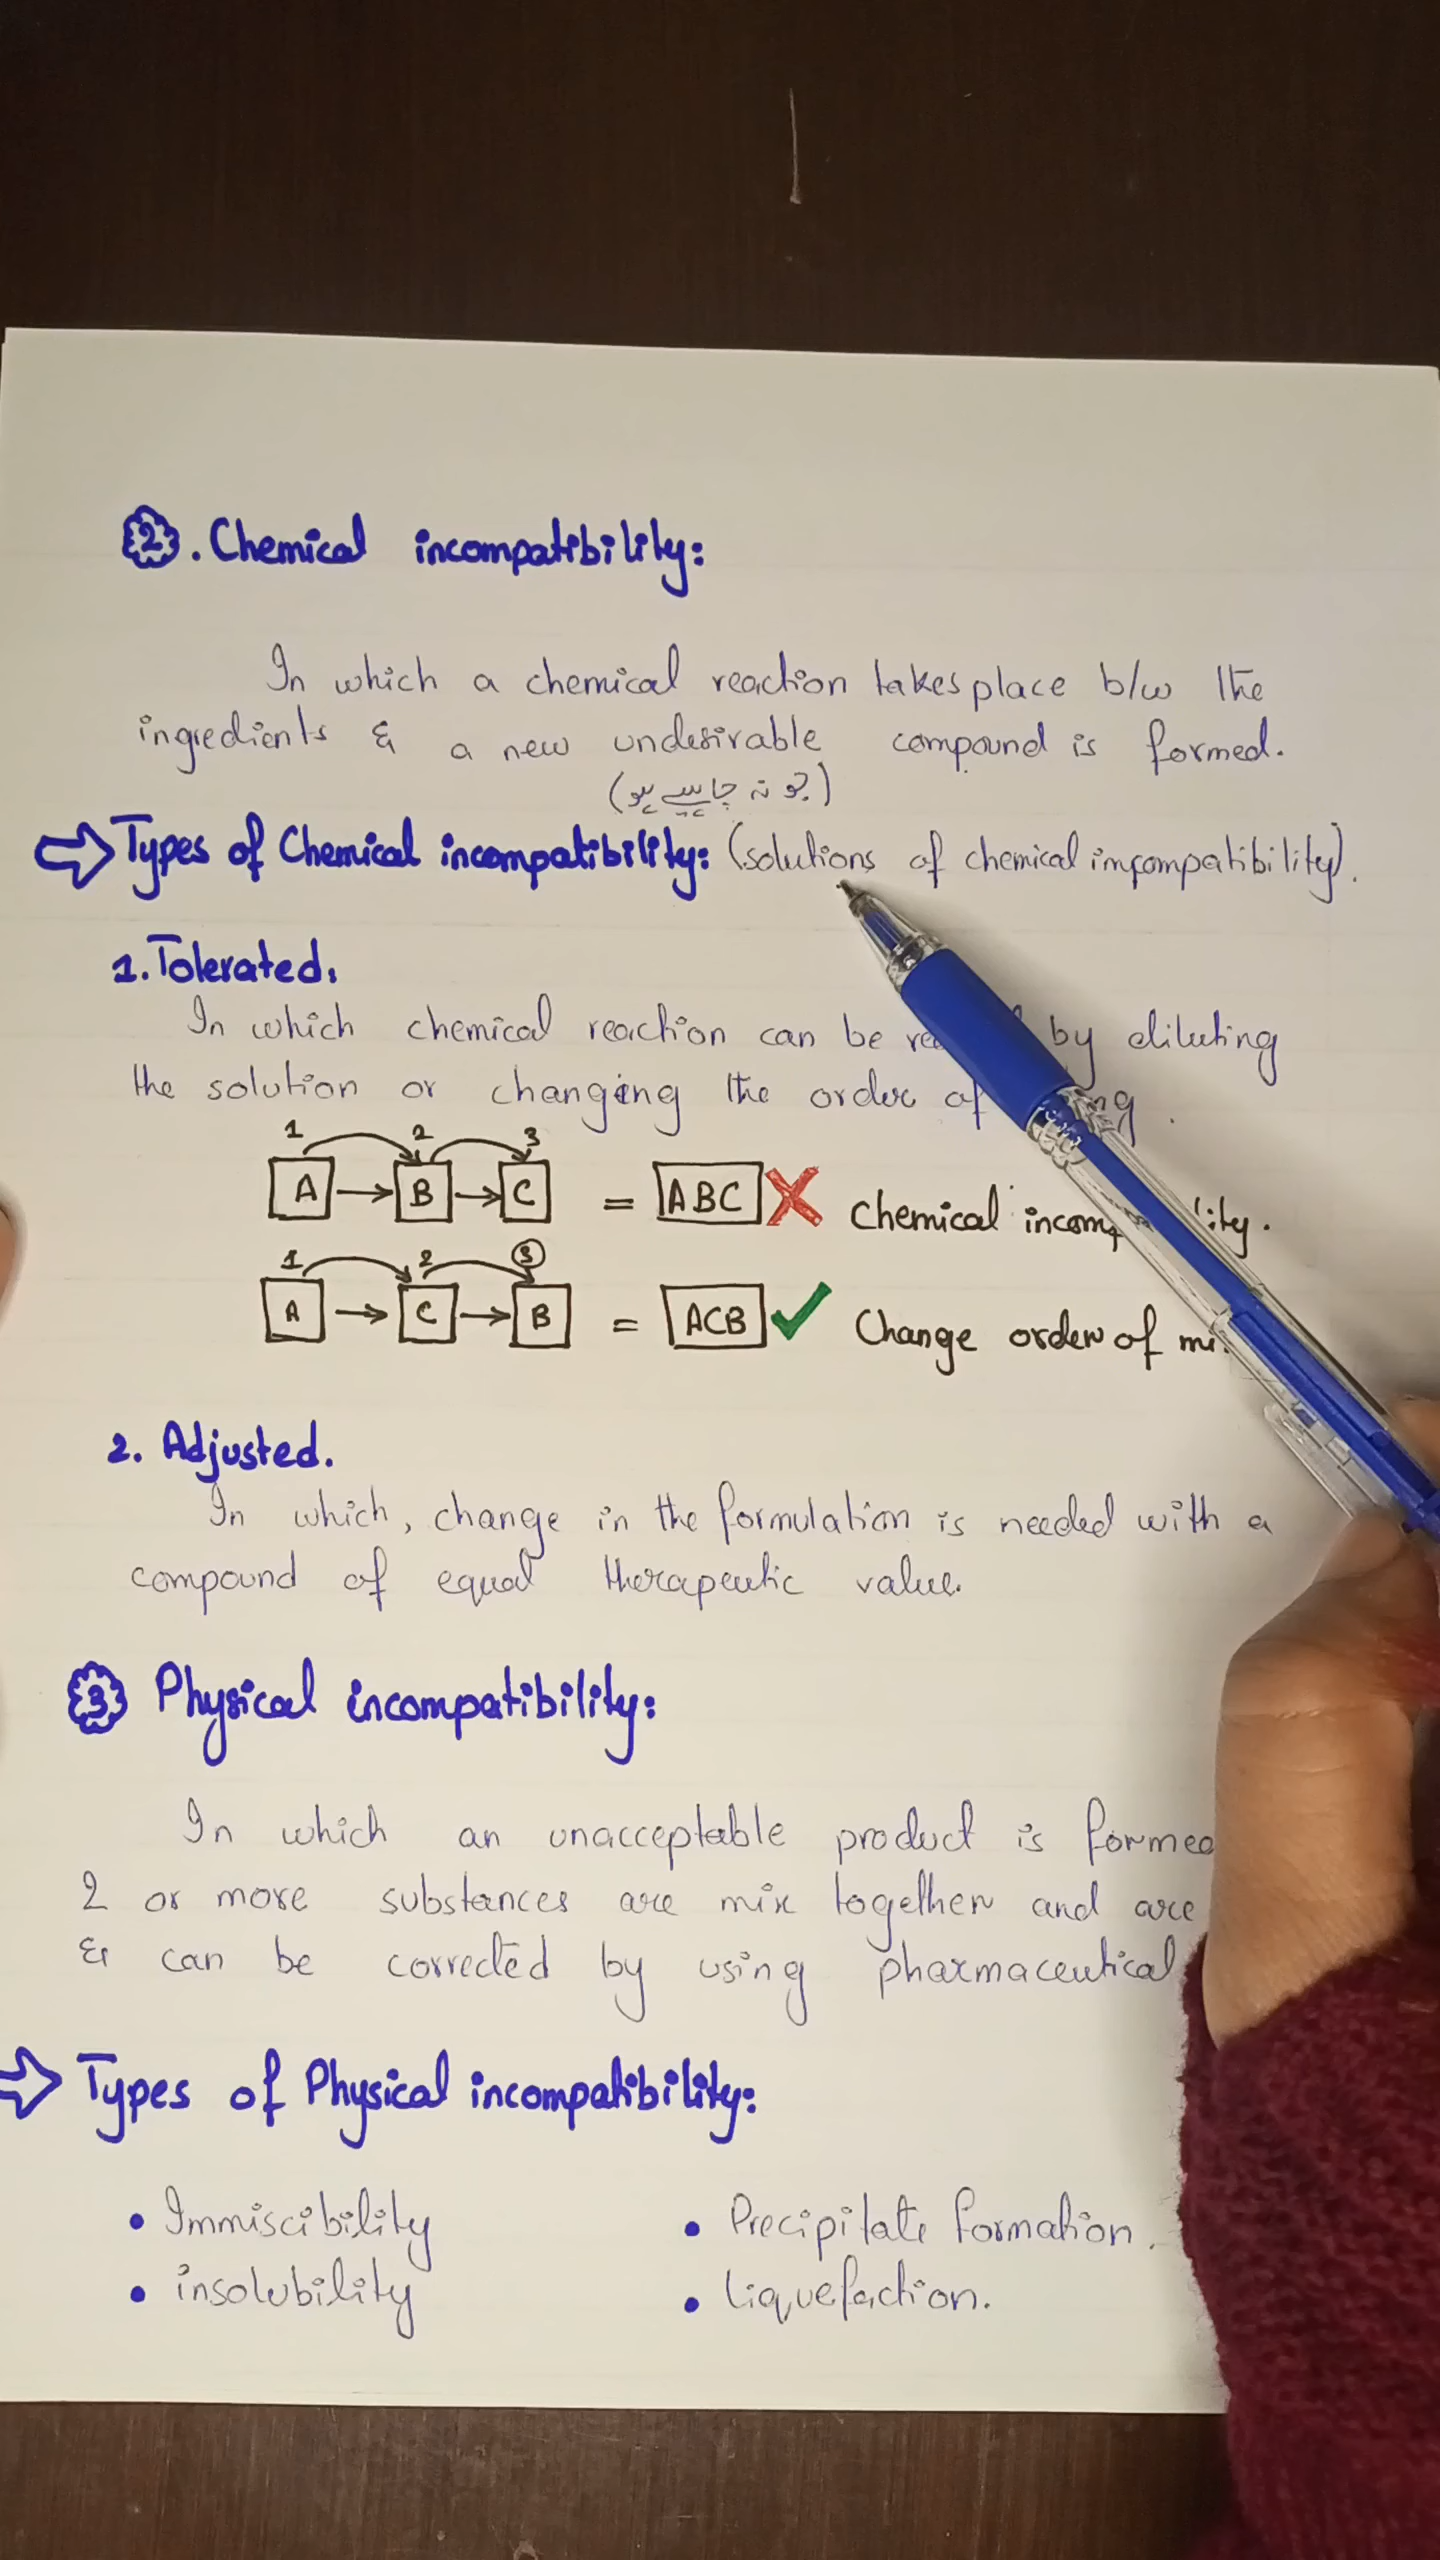 2. Chemical incompatibility:
In which a chemical reaction takes place b/w the
ingredients & a new undesirable compound is formed.
(جو نہ چاہیے ہو)
Types of Chemical incompatibility: (solutions of chemical imcompatibility).
1. Tolerated.
In which chemical reaction can be by diluting
the solution or changing the order of
1 2 3
A → B → C = ABC ✗ Chemical
1 2 3
A → C → B = ACB ✓ Change order of
2. Adjusted.
In which, change in the formulation is needed with a
compound of equal therapeutic value.
3 Physical incompatibility:
In which an unacceptable product is formed
2 or more substances are mix together and are
& can be corrected by using pharmaceutical
Types of Physical incompatibility:
• Immiscibility • Precipitate formation.
• insolubility • liquefaction.